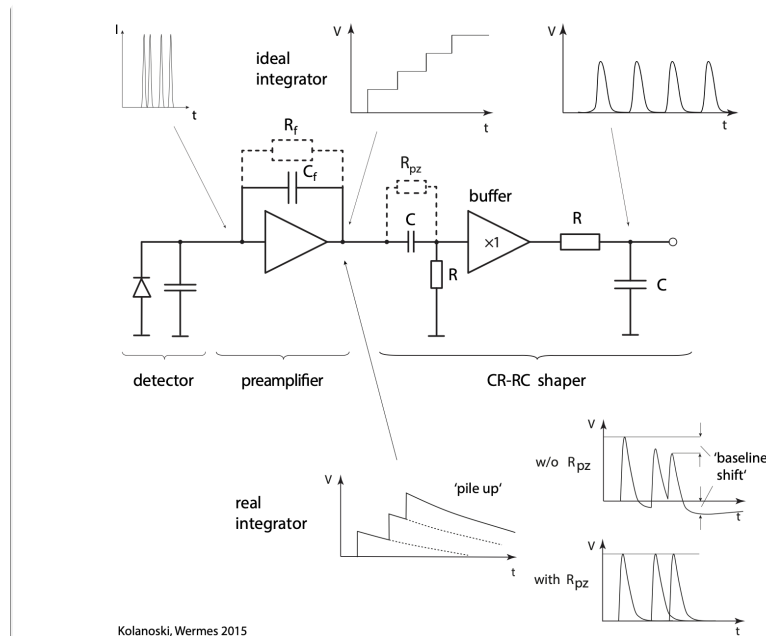 I
t
ideal
integrator
V
t
V
t
R_f
C_f
R_pz
C
R
buffer
×1
R
C
detector
preamplifier
CR-RC shaper
real
integrator
V
'pile up'
t
w/o R_pz
V
'baseline
shift'
t
with R_pz
V
t
Kolanoski, Wermes 2015